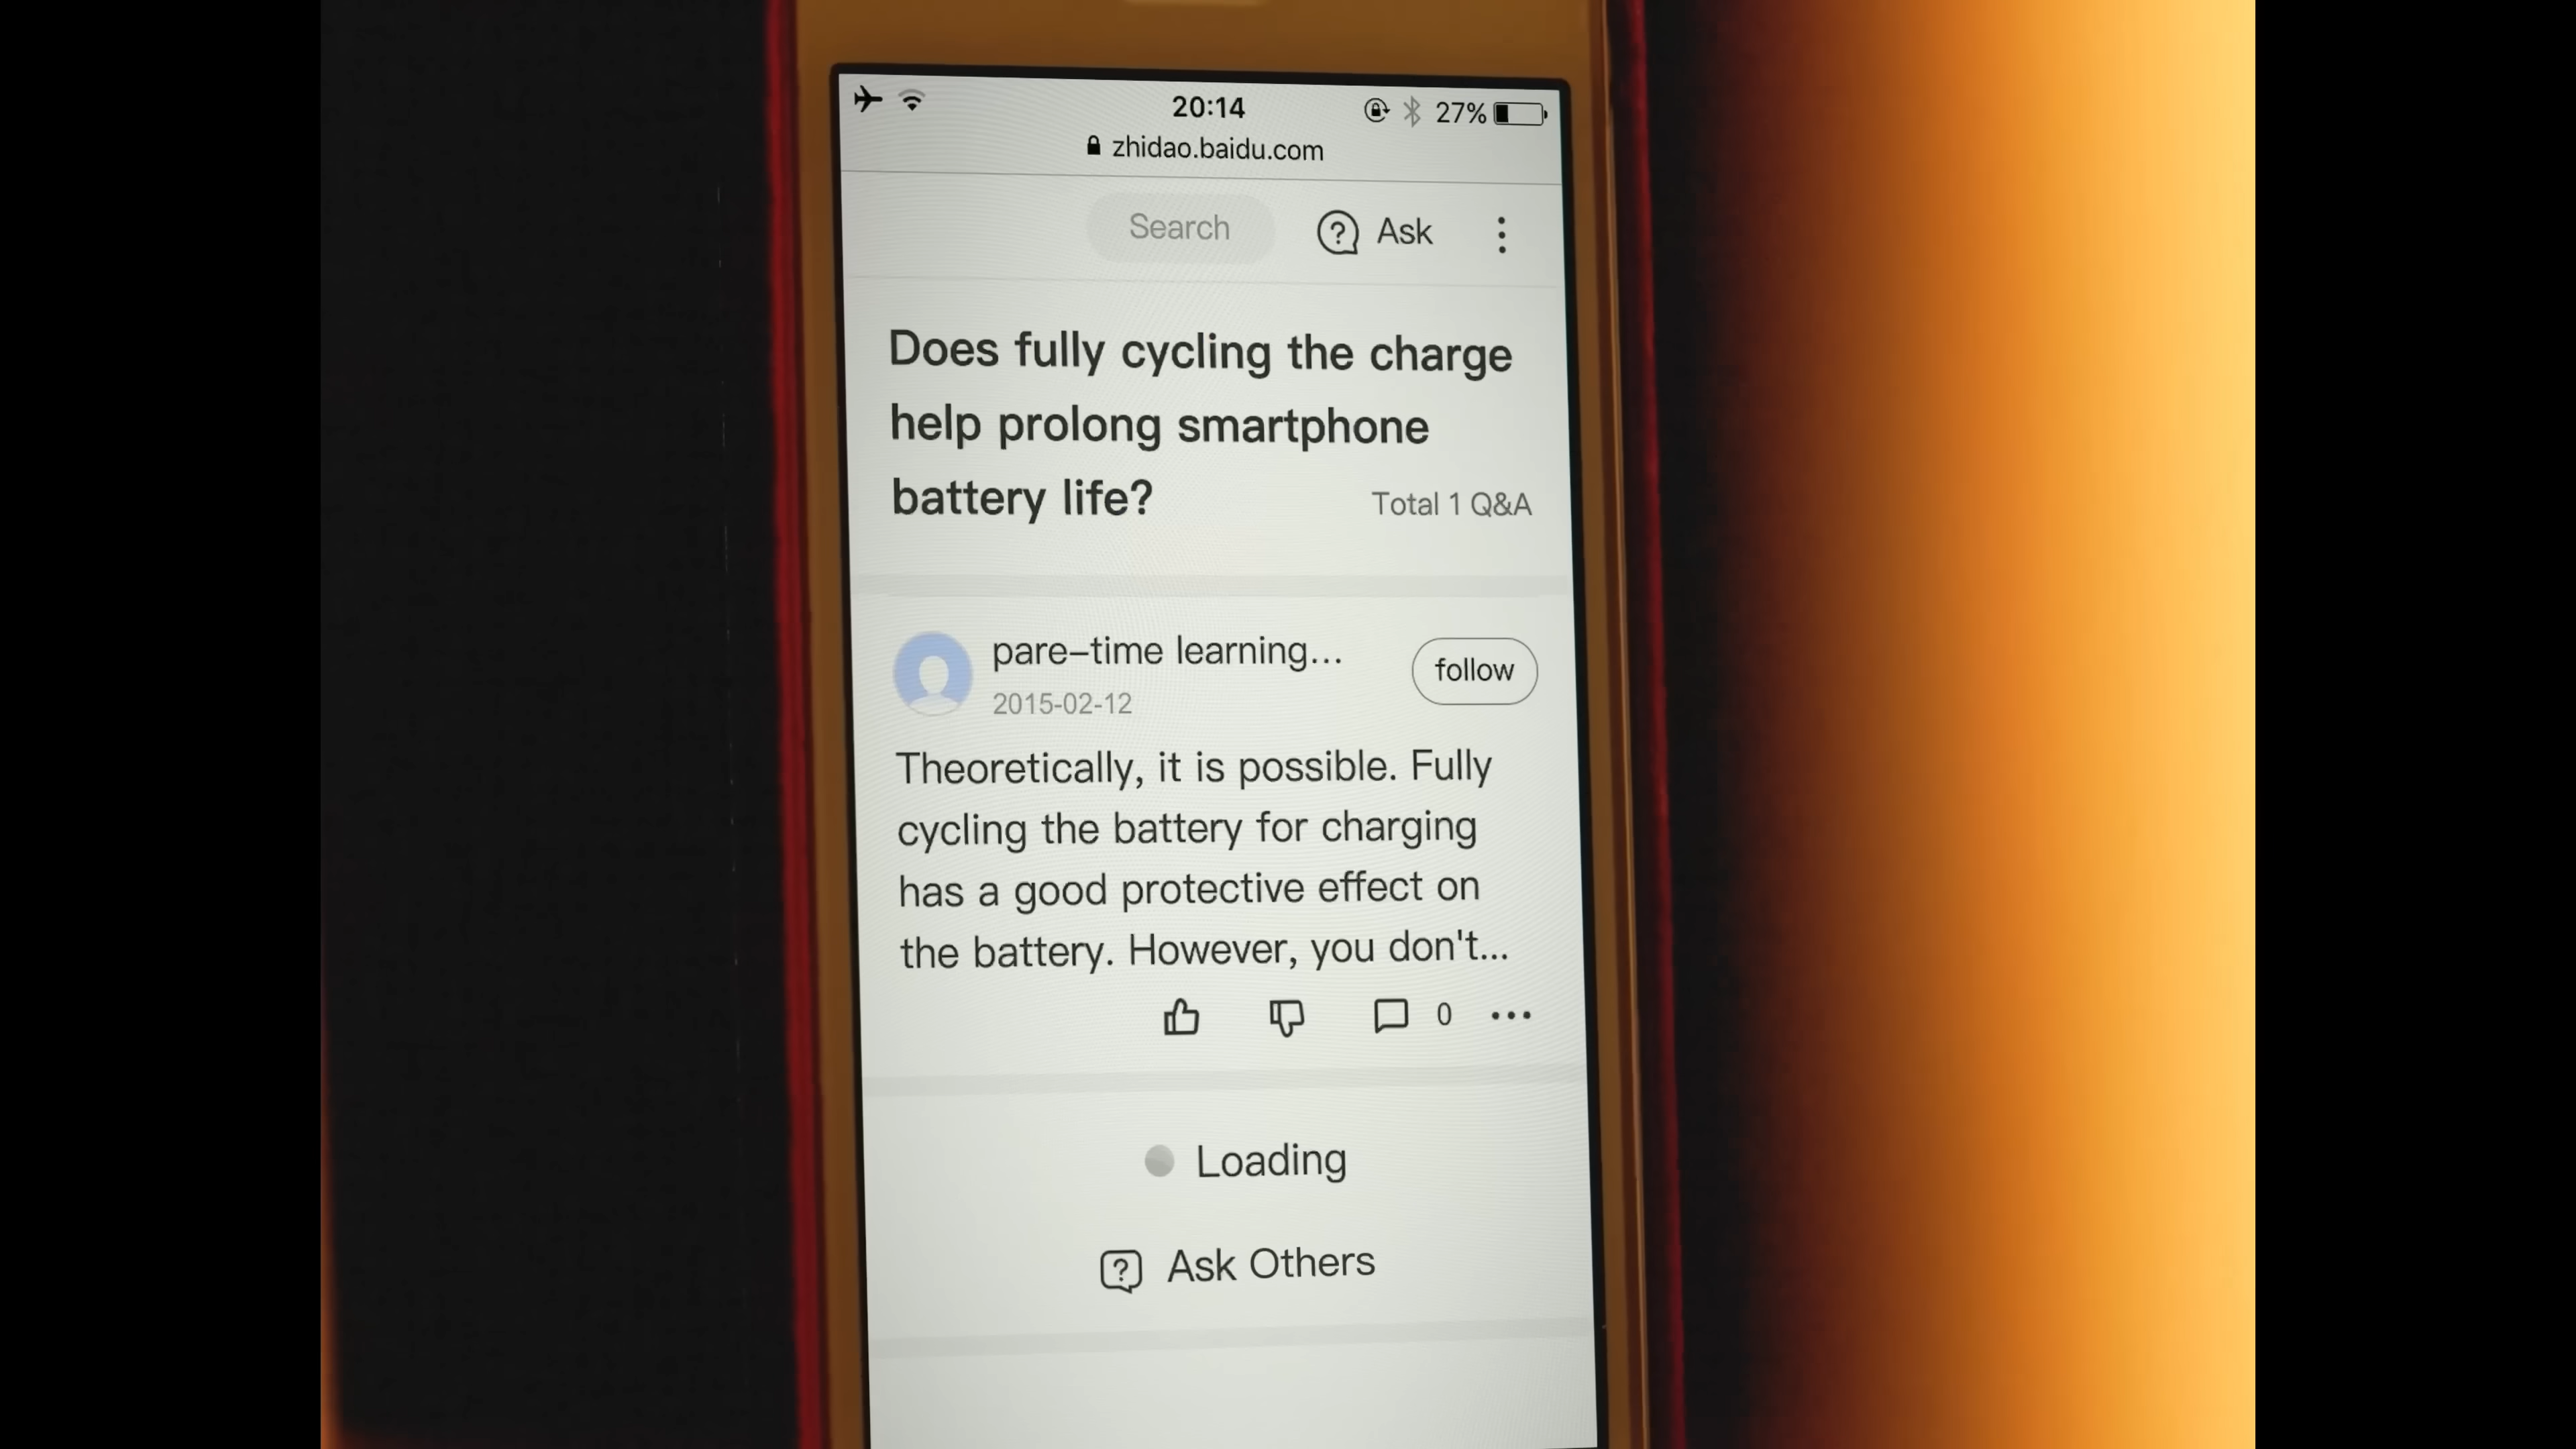 20:14
27%
zhidao.baidu.com
Search
Ask
Does fully cycling the charge
help prolong smartphone
battery life?
Total 1 Q&A
pare-time learning...
follow
2015-02-12
Theoretically, it is possible. Fully
cycling the battery for charging
has a good protective effect on
the battery. However, you don't...
0
Loading
Ask Others